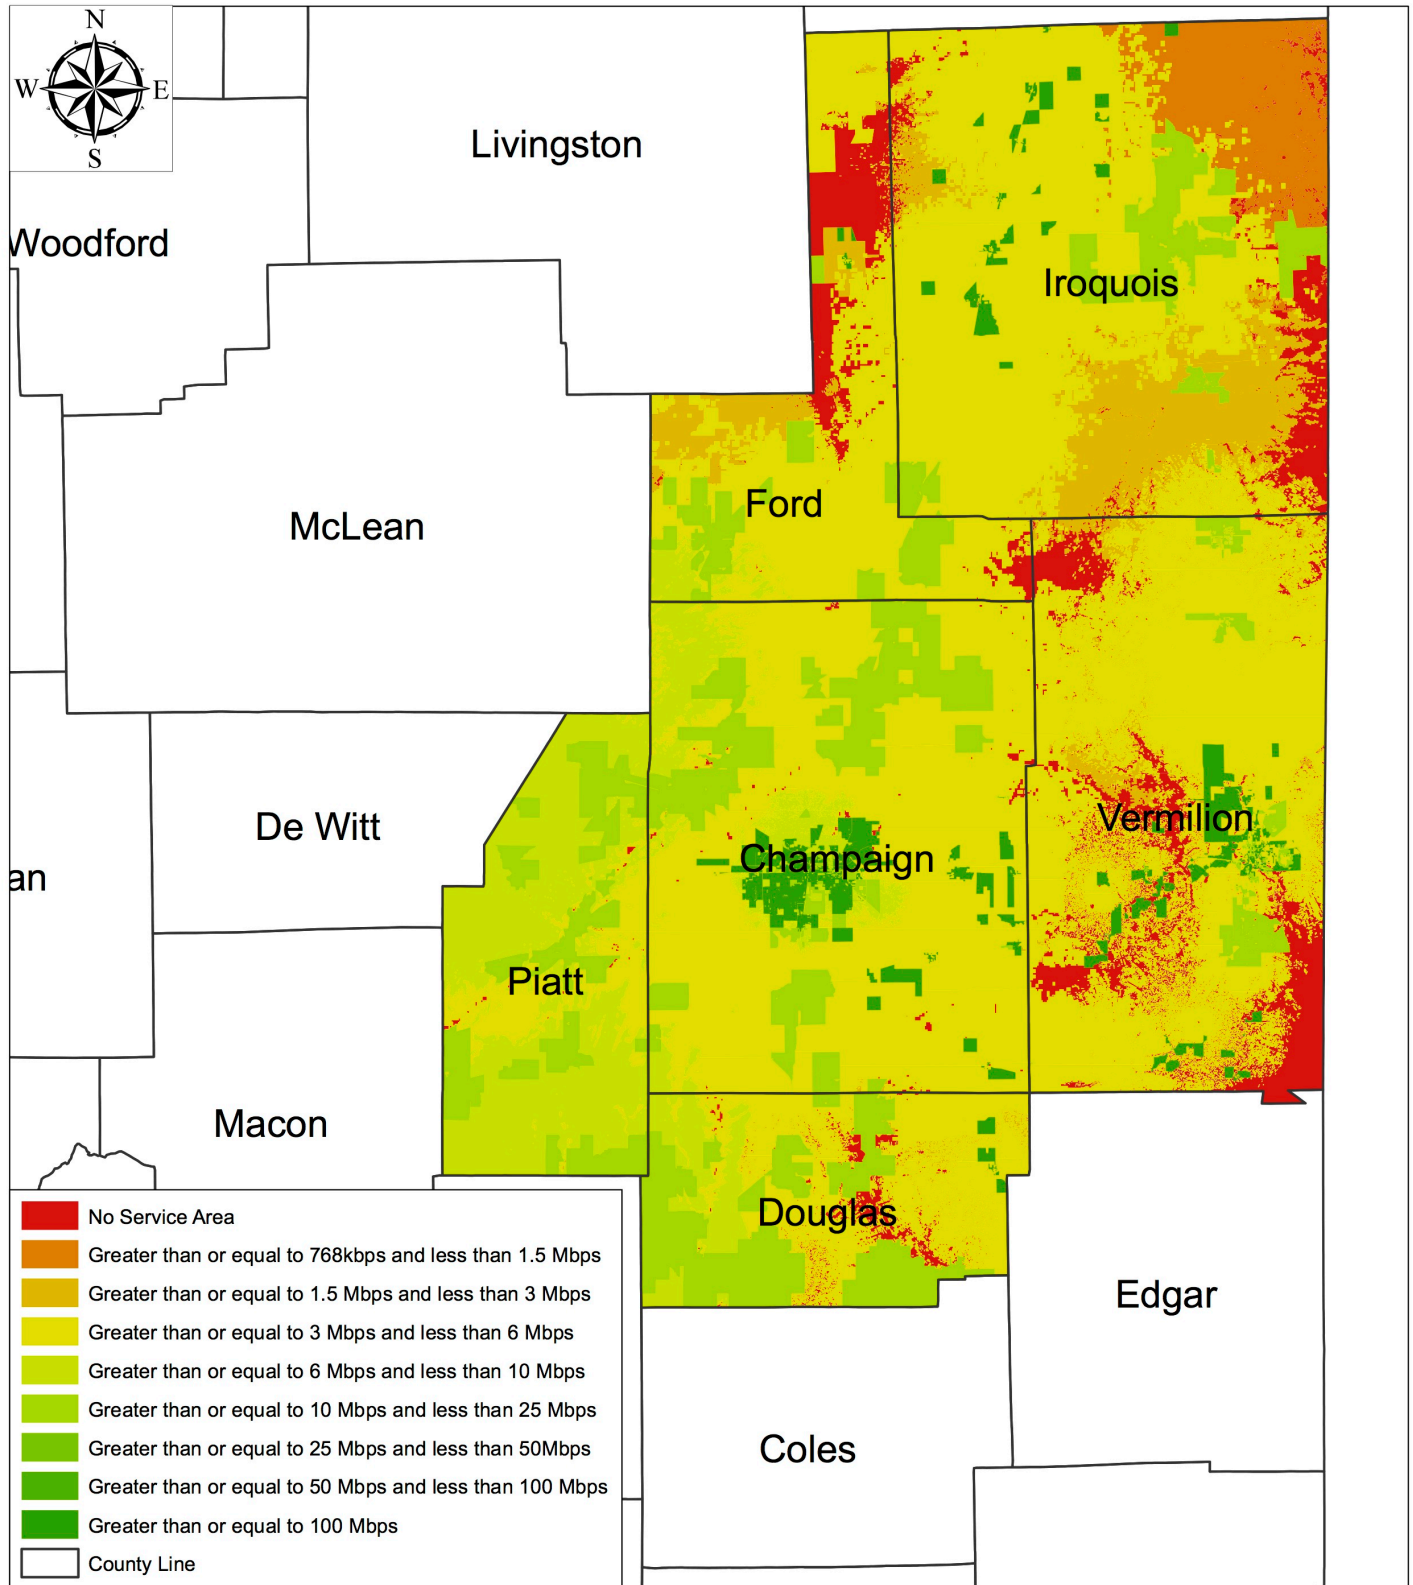 N
W E
S
Livingston
Woodford
Iroquois
Ford
McLean
De Witt
Vermilion
Champaign
an
Piatt
Macon
Douglas
Edgar
Coles
No Service Area
Greater than or equal to 768kbps and less than 1.5 Mbps
Greater than or equal to 1.5 Mbps and less than 3 Mbps
Greater than or equal to 3 Mbps and less than 6 Mbps
Greater than or equal to 6 Mbps and less than 10 Mbps
Greater than or equal to 10 Mbps and less than 25 Mbps
Greater than or equal to 25 Mbps and less than 50Mbps
Greater than or equal to 50 Mbps and less than 100 Mbps
Greater than or equal to 100 Mbps
County Line